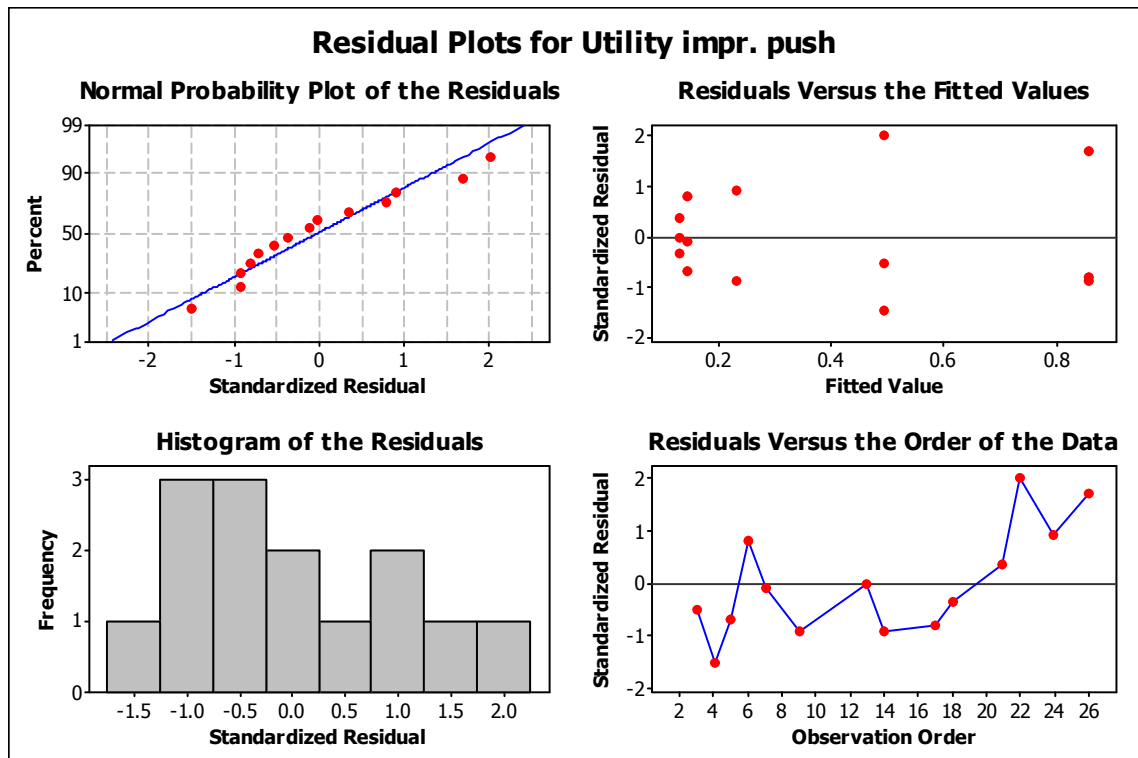 Residual Plots for Utility impr. push
Normal Probability Plot of the Residuals
Percent
99
90
50
10
1
-2 -1 0 1 2
Standardized Residual
Residuals Versus the Fitted Values
Standardized Residual
2
1
0
-1
-2
0.2 0.4 0.6 0.8
Fitted Value
Histogram of the Residuals
Frequency
3
2
1
0
-1.5 -1.0 -0.5 0.0 0.5 1.0 1.5 2.0
Standardized Residual
Residuals Versus the Order of the Data
Standardized Residual
2
1
0
-1
-2
2 4 6 8 10 12 14 16 18 20 22 24 26
Observation Order